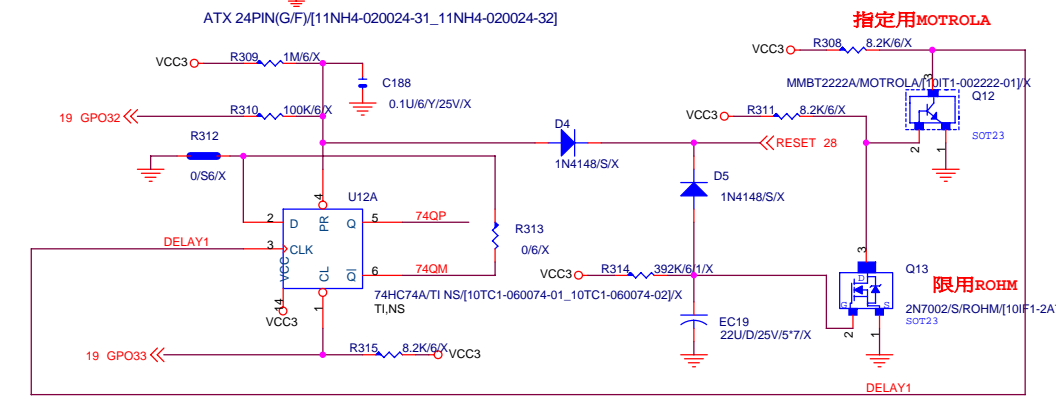 ATX 24PIN(G/F)/[11NH4-020024-31_11NH4-020024-32]
指定用MOTROLA
VCC3
R309
1M/6/X
C188
0.1U/6/Y/25V/X
VCC3
R308
8.2K/6/X
MMBT2222A/MOTROLA/[10IT1-002222-01]/X
3
Q12
SOT23
2
1
19 GPO32
R310
100K/6/X
VCC3
R311
8.2K/6/X
R312
0/S6/X
D4
1N4148/S/X
RESET 28
D5
1N4148/S/X
U12A
4
PR
2
D
Q
5
74QP
DELAY1
3
CLK
VCC
CL
QI
6
74QM
R313
0/6/X
14
VCC3
1
74HC74A/TI NS/[10TC1-060074-01_10TC1-060074-02]/X
TI,NS
VCC3
R314
392K/6/1/X
3
Q13
D
G
S
限用ROHM
2N7002/S/ROHM/[10IF1-2A7
SOT23
2
1
EC19
22U/D/25V/5*7/X
19 GPO33
R315
8.2K/6/X
VCC3
DELAY1